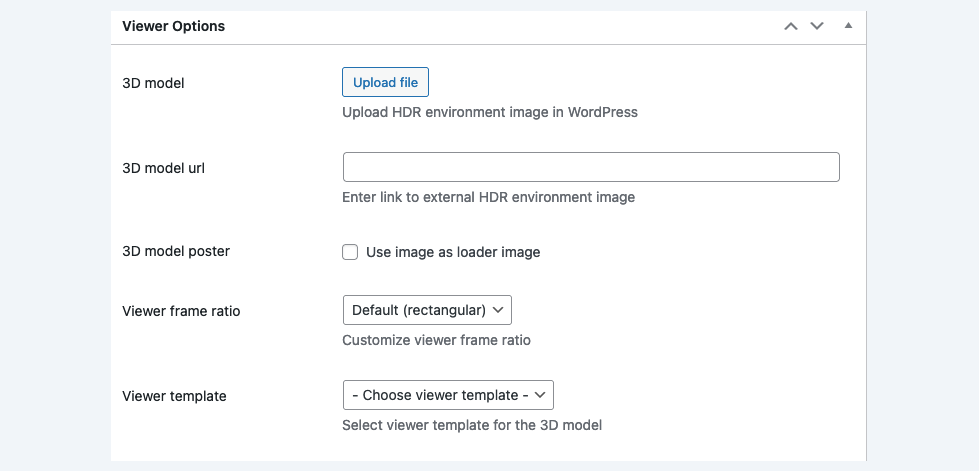 Viewer Options
3D model
Upload file
Upload HDR environment image in WordPress
3D model url
Enter link to external HDR environment image
3D model poster
Use image as loader image
Viewer frame ratio
Default (rectangular)
Customize viewer frame ratio
Viewer template
- Choose viewer template -
Select viewer template for the 3D model